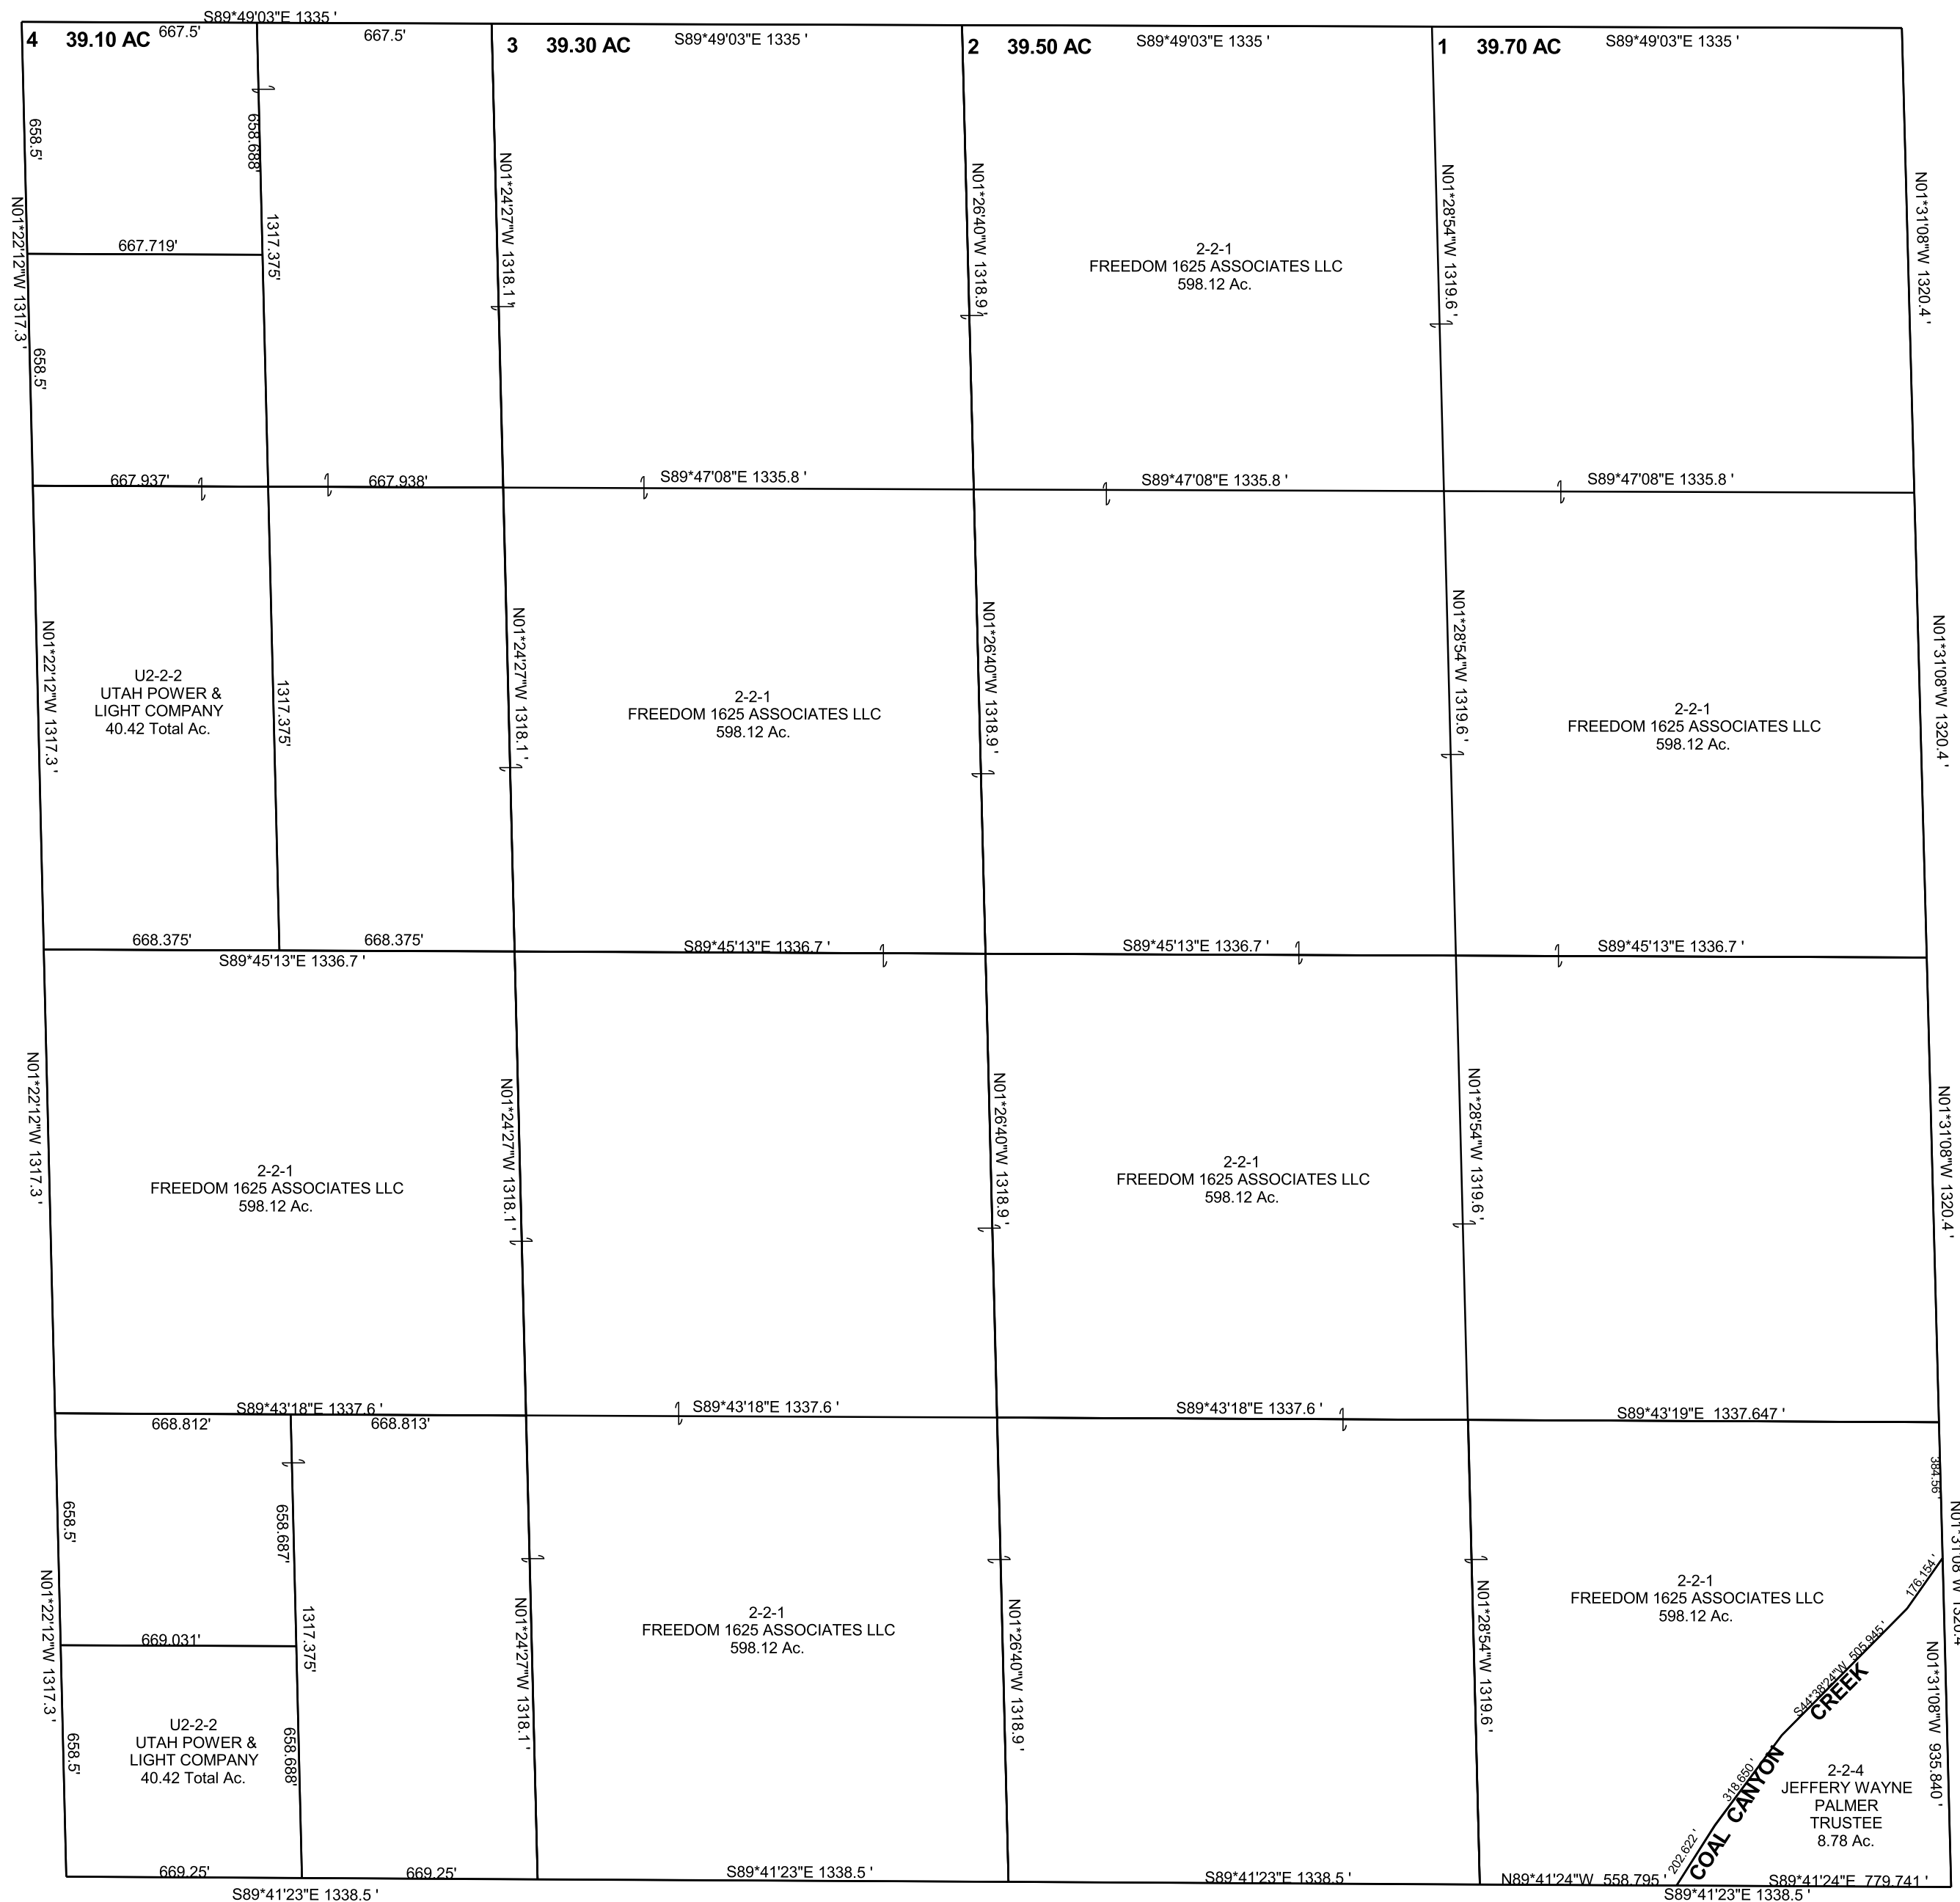 S89*49'03"E 1335 '
4 39.10 AC
667.5'
667.5'
3 39.30 AC
S89*49'03"E 1335 '
2 39.50 AC
S89*49'03"E 1335 '
1 39.70 AC
S89*49'03"E 1335 '
658.5'
658.688'
N01*22'12"W 1317.3 '
1317.375'
N01*24'27"W 1318.1 '
N01*26'40"W 1318.9 '
N01*28'54"W 1319.6 '
N01*31'08"W 1320.4 '
667.719'
2-2-1
FREEDOM 1625 ASSOCIATES LLC
598.12 Ac.
658.5'
667.937'
667.938'
S89*47'08"E 1335.8 '
S89*47'08"E 1335.8 '
S89*47'08"E 1335.8 '
N01*22'12"W 1317.3 '
U2-2-2
UTAH POWER &
LIGHT COMPANY
40.42 Total Ac.
1317.375'
N01*24'27"W 1318.1 '
2-2-1
FREEDOM 1625 ASSOCIATES LLC
598.12 Ac.
N01*26'40"W 1318.9 '
N01*28'54"W 1319.6 '
2-2-1
FREEDOM 1625 ASSOCIATES LLC
598.12 Ac.
N01*31'08"W 1320.4 '
668.375'
668.375'
S89*45'13"E 1336.7 '
S89*45'13"E 1336.7 '
S89*45'13"E 1336.7 '
S89*45'13"E 1336.7 '
N01*22'12"W 1317.3 '
2-2-1
FREEDOM 1625 ASSOCIATES LLC
598.12 Ac.
N01*24'27"W 1318.1 '
N01*26'40"W 1318.9 '
2-2-1
FREEDOM 1625 ASSOCIATES LLC
598.12 Ac.
N01*28'54"W 1319.6 '
N01*31'08"W 1320.4 '
S89*43'18"E 1337.6 '
668.812'
668.813'
S89*43'18"E 1337.6 '
S89*43'18"E 1337.6 '
S89*43'19"E 1337.647 '
658.5'
658.687'
384.56 '
N01*31'08"W 1320.4
N01*22'12"W 1317.3 '
1317.375'
N01*24'27"W 1318.1 '
2-2-1
FREEDOM 1625 ASSOCIATES LLC
598.12 Ac.
N01*26'40"W 1318.9 '
N01*28'54"W 1319.6 '
2-2-1
FREEDOM 1625 ASSOCIATES LLC
598.12 Ac.
176.154 '
S44*38'24"W 505.945 '
669.031'
U2-2-2
UTAH POWER &
LIGHT COMPANY
40.42 Total Ac.
658.5'
658.688'
318.650 '
202.622 '
COAL CANYON CREEK
N01*31'08"W 935.840 '
2-2-4
JEFFERY WAYNE
PALMER
TRUSTEE
8.78 Ac.
669.25'
669.25'
S89*41'23"E 1338.5 '
S89*41'23"E 1338.5 '
S89*41'23"E 1338.5 '
N89*41'24"W 558.795 '
S89*41'24"E 779.741 '
S89*41'23"E 1338.5 '